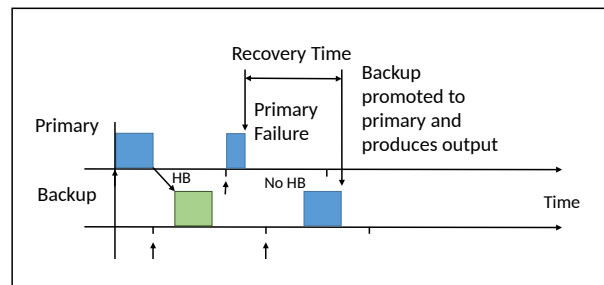 Recovery Time
Backup
promoted to
primary and
produces output
Primary
Failure
Primary
HB
No HB
Backup
Time